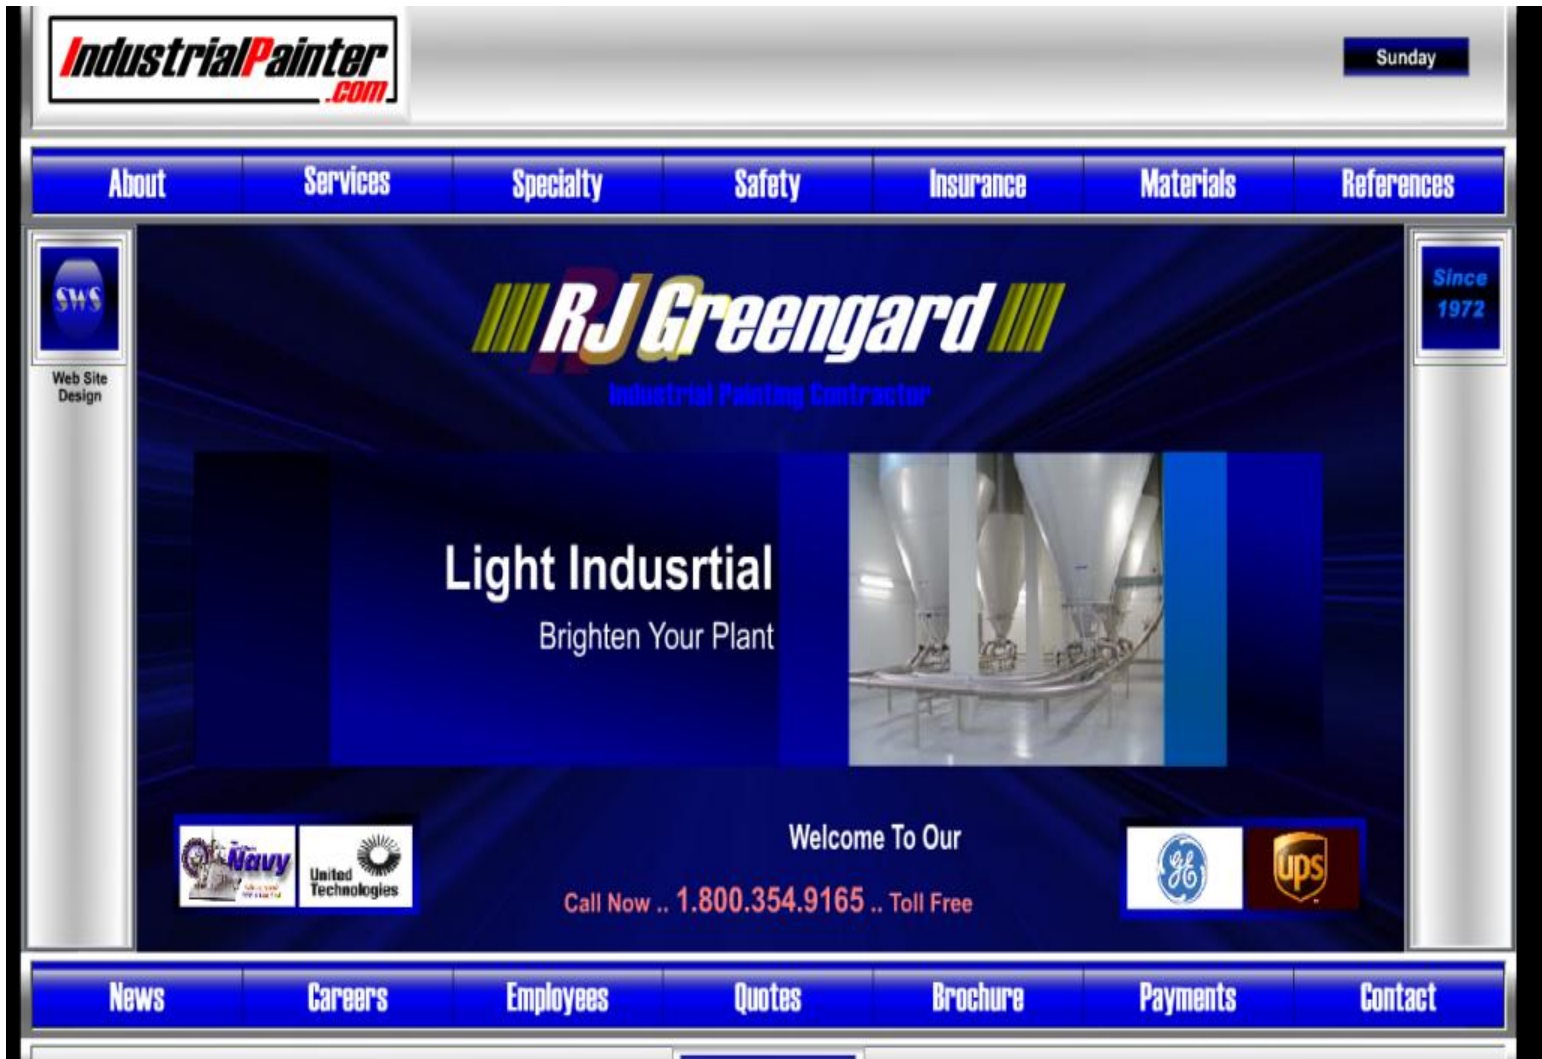 IndustrialPainter
.com
Sunday
About Services Specialty Safety Insurance Materials References
SWS
Web Site
Design
Since
1972
RJ Greengard
Industrial Painting Contractor
Light Indusrtial
Brighten Your Plant
Navy
United
Technologies
Welcome To Our
Call Now .. 1.800.354.9165 .. Toll Free
GE
ups
News Careers Employees Quotes Brochure Payments Contact